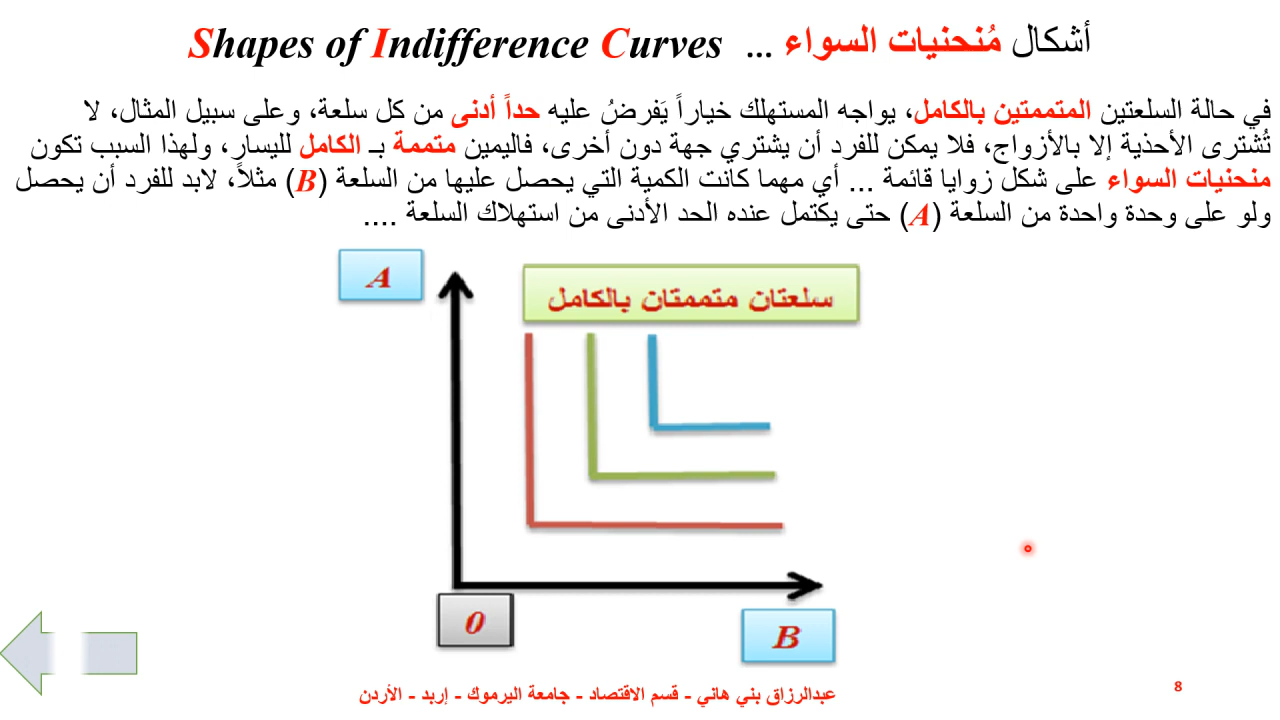 أشكال مُنحنيات السواء ... Shapes of Indifference Curves
في حالة السلعتين المتممتين بالكامل، يواجه المستهلك خياراً يَفرضُ عليه حداً أدنى من كل سلعة، وعلى سبيل المثال، لا
تُشترى الأحذية إلا بالأزواج، فلا يمكن للفرد أن يشتري جهة دون أخرى، فاليمين متممة بـ الكامل لليسار، ولهذا السبب تكون
منحنيات السواء على شكل زوايا قائمة ... أي مهما كانت الكمية التي يحصل عليها من السلعة (B) مثلاً، لابد للفرد أن يحصل
ولو على وحدة واحدة من السلعة (A) حتى يكتمل عنده الحد الأدنى من استهلاك السلعة ....
A
سلعتان متممتان بالكامل
0
B
عبدالرزاق بني هاني - قسم الاقتصاد - جامعة اليرموك - إربد - الأردن
8